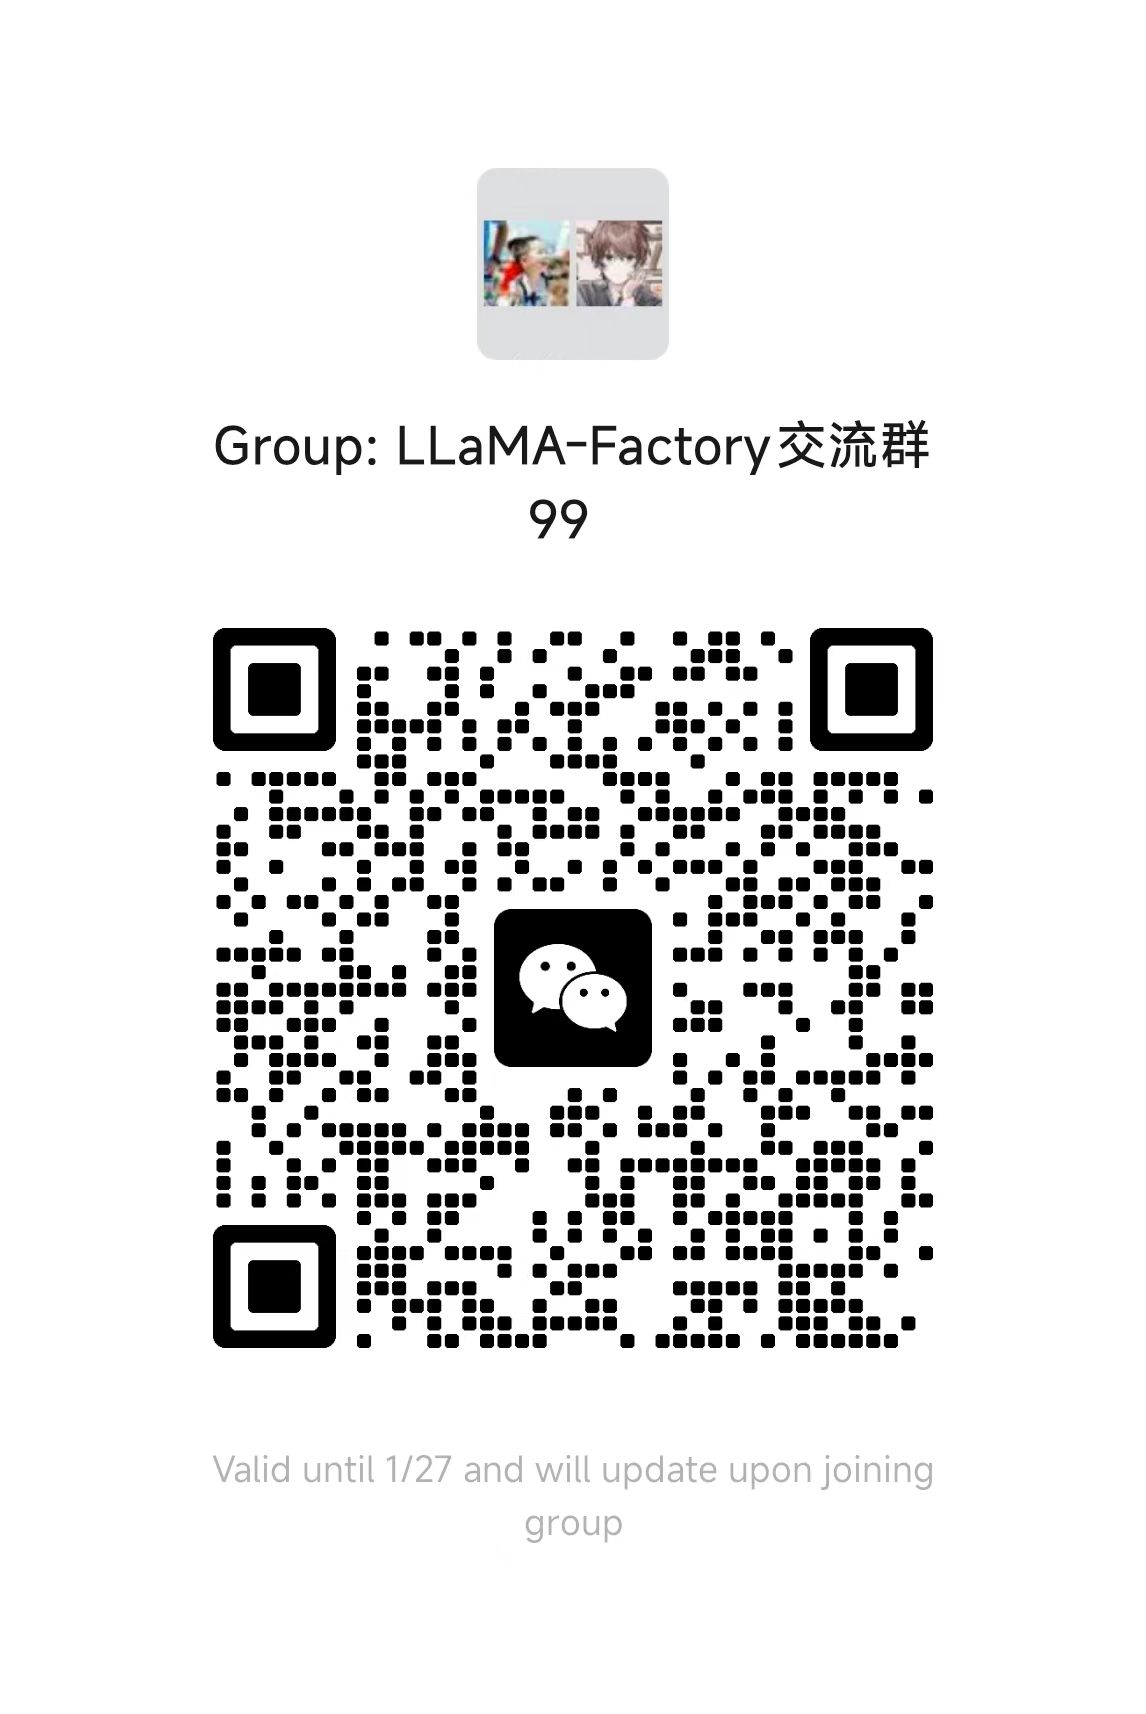 Group: LLaMA-Factory交流群
99
Valid until 1/27 and will update upon joining
group